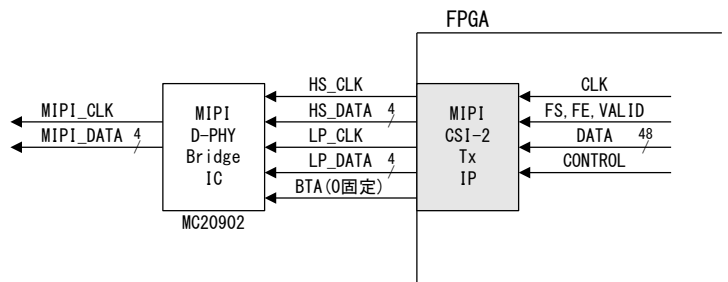 FPGA
HS_CLK
CLK
MIPI_CLK
MIPI
D-PHY
Bridge
IC
HS_DATA 4
MIPI
CSI-2
Tx
IP
FS,FE,VALID
MIPI_DATA 4
LP_CLK
DATA 48
LP_DATA 4
CONTROL
BTA(0固定)
MC20902